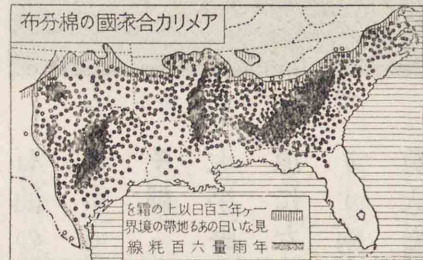 アメリカ合衆國の棉分布
一ヶ年二百日以上の霜を
見ない日のある地帶の境界
年雨量六百粍線